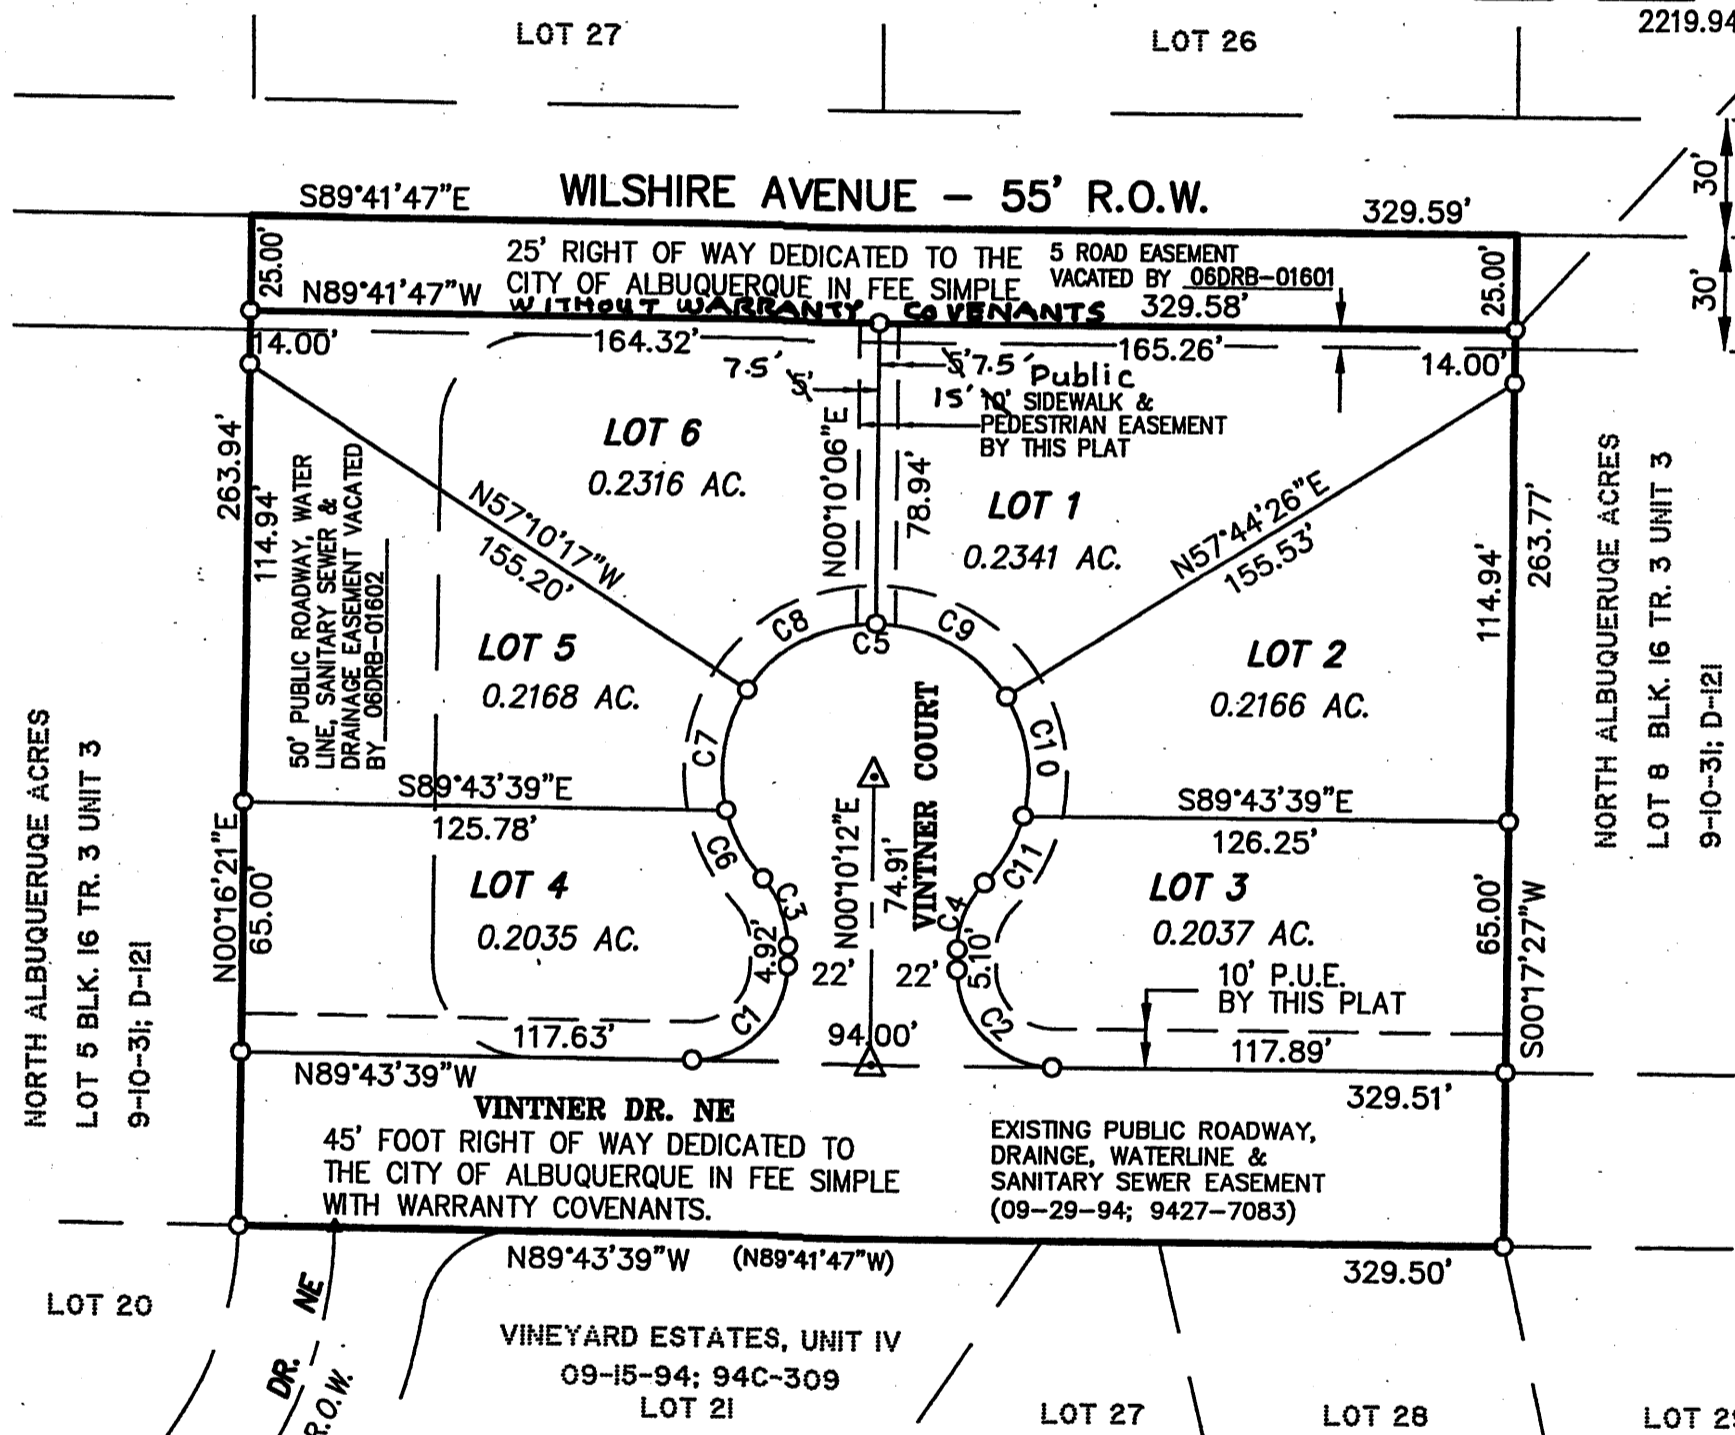 LOT 27
LOT 26
2219.94
S89°41'47"E
WILSHIRE AVENUE – 55' R.O.W.
329.59'
30'
30'
25.00'
25' RIGHT OF WAY DEDICATED TO THE
CITY OF ALBUQUERQUE IN FEE SIMPLE
WITHOUT WARRANTY COVENANTS
5 ROAD EASEMENT
VACATED BY 06DRB-01601
25.00'
N89°41'47"W
329.58'
14.00'
164.32'
165.26'
14.00'
7.5'
5'
5' 7.5'
Public
15' 10' SIDEWALK &
PEDESTRIAN EASEMENT
BY THIS PLAT
LOT 6
0.2316 AC.
N00°10'06"E
78.94'
LOT 1
0.2341 AC.
N57°10'17"W
155.20'
N57°44'26"E
155.53'
263.94'
114.94'
50' PUBLIC ROADWAY, WATER
LINE, SANITARY SEWER &
DRAINAGE EASEMENT VACATED
BY 06DRB-01602
114.94'
263.77'
NORTH ALBUQUERUQE ACRES
LOT 8 BLK. 16 TR. 3 UNIT 3
9-10-31; D-121
LOT 5
0.2168 AC.
C8
C5
C9
LOT 2
0.2166 AC.
C7
C10
VINTNER COURT
NORTH ALBUQUERUQE ACRES
LOT 5 BLK. 16 TR. 3 UNIT 3
9-10-31; D-121
S89°43'39"E
125.78'
S89°43'39"E
126.25'
N00°16'21"E
65.00'
C6
C3
LOT 4
0.2035 AC.
N00°10'12"E
74.91'
C4
C11
LOT 3
0.2037 AC.
65.00'
S00°17'27"W
4.92'
22'
22'
5.10'
10' P.U.E.
BY THIS PLAT
C1
C2
117.63'
94.00'
117.89'
N89°43'39"W
329.51'
VINTNER DR. NE
45' FOOT RIGHT OF WAY DEDICATED TO
THE CITY OF ALBUQUERQUE IN FEE SIMPLE
WITH WARRANTY COVENANTS.
EXISTING PUBLIC ROADWAY,
DRAINGE, WATERLINE &
SANITARY SEWER EASEMENT
(09-29-94; 9427-7083)
N89°43'39"W (N89°41'47"W)
329.50'
LOT 20
DR. NE
R.O.W.
VINEYARD ESTATES, UNIT IV
09-15-94; 94C-309
LOT 21
LOT 27
LOT 28
LOT